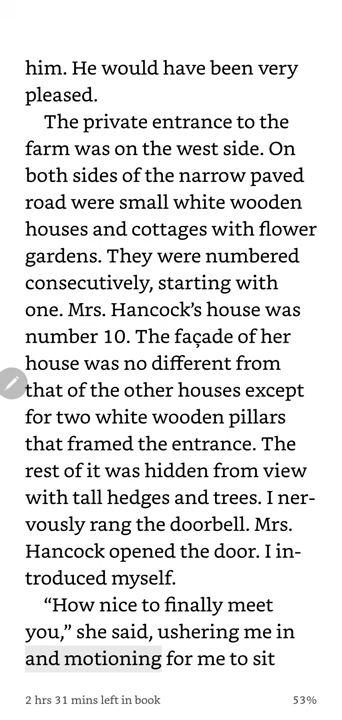 him. He would have been very
pleased.
The private entrance to the
farm was on the west side. On
both sides of the narrow paved
road were small white wooden
houses and cottages with flower
gardens. They were numbered
consecutively, starting with
one. Mrs. Hancock’s house was
number 10. The façade of her
house was no different from
that of the other houses except
for two white wooden pillars
that framed the entrance. The
rest of it was hidden from view
with tall hedges and trees. I ner-
vously rang the doorbell. Mrs.
Hancock opened the door. I in-
troduced myself.
“How nice to finally meet
you,” she said, ushering me in
and motioning for me to sit
2 hrs 31 mins left in book 53%